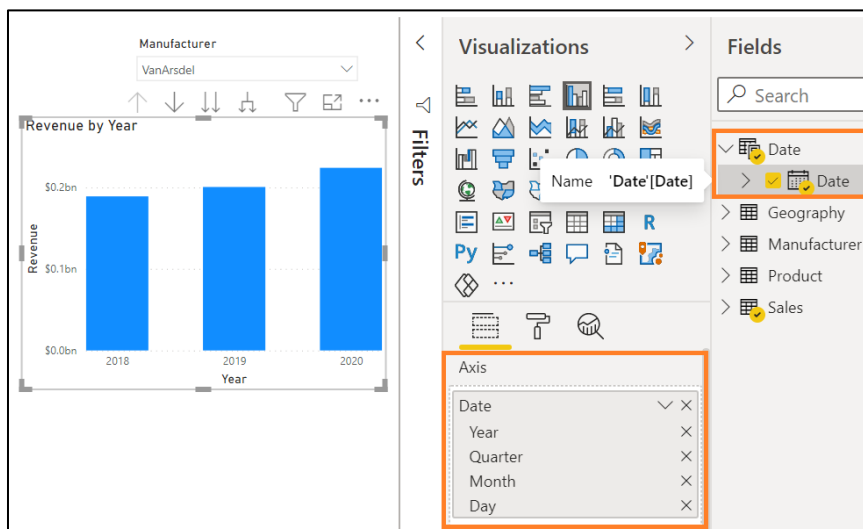 Manufacturer
VanArsdel
Revenue by Year
$0.2bn
$0.1bn
$0.0bn
Revenue
2018 2019 2020
Year
Filters
Visualizations
R
Py
Name 'Date'[Date]
Axis
Date
Year
Quarter
Month
Day
Fields
Search
Date
Date
Geography
Manufacturer
Product
Sales